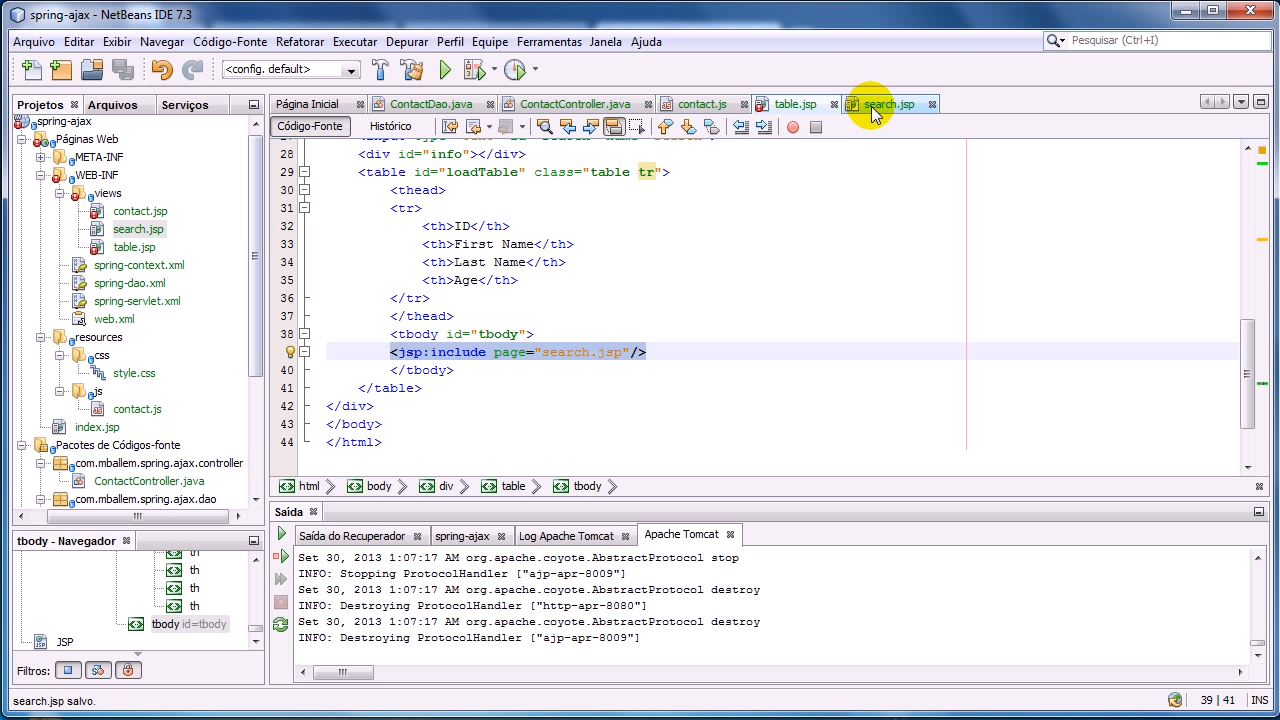 spring-ajax - NetBeans IDE 7.3
Arquivo Editar Exibir Navegar Código-Fonte Refatorar Executar Depurar Perfil Equipe Ferramentas Janela Ajuda
Pesquisar (Ctrl+I)
<config. default>
Projetos Arquivos Serviços
Página Inicial ContactDao.java ContactController.java contact.js table.jsp search.jsp
Código-Fonte Histórico
spring-ajax
Páginas Web
META-INF
WEB-INF
views
contact.jsp
search.jsp
table.jsp
spring-context.xml
spring-dao.xml
spring-servlet.xml
web.xml
resources
css
style.css
js
contact.js
index.jsp
Pacotes de Códigos-fonte
com.mballem.spring.ajax.controller
ContactController.java
com.mballem.spring.ajax.dao
28 <div id="info"></div>
29 <table id="loadTable" class="table tr">
30 <thead>
31 <tr>
32 <th>ID</th>
33 <th>First Name</th>
34 <th>Last Name</th>
35 <th>Age</th>
36 </tr>
37 </thead>
38 <tbody id="tbody">
<jsp:include page="search.jsp"/>
40 </tbody>
41 </table>
42 </div>
43 </body>
44 </html>
html body div table tbody
tbody - Navegador
th
th
th
th
tbody id=tbody
JSP
Filtros:
Saída
Saída do Recuperador spring-ajax Log Apache Tomcat Apache Tomcat
Set 30, 2013 1:07:17 AM org.apache.coyote.AbstractProtocol stop
INFO: Stopping ProtocolHandler ["ajp-apr-8009"]
Set 30, 2013 1:07:17 AM org.apache.coyote.AbstractProtocol destroy
INFO: Destroying ProtocolHandler ["http-apr-8080"]
Set 30, 2013 1:07:17 AM org.apache.coyote.AbstractProtocol destroy
INFO: Destroying ProtocolHandler ["ajp-apr-8009"]
search.jsp salvo.
39 | 41 INS